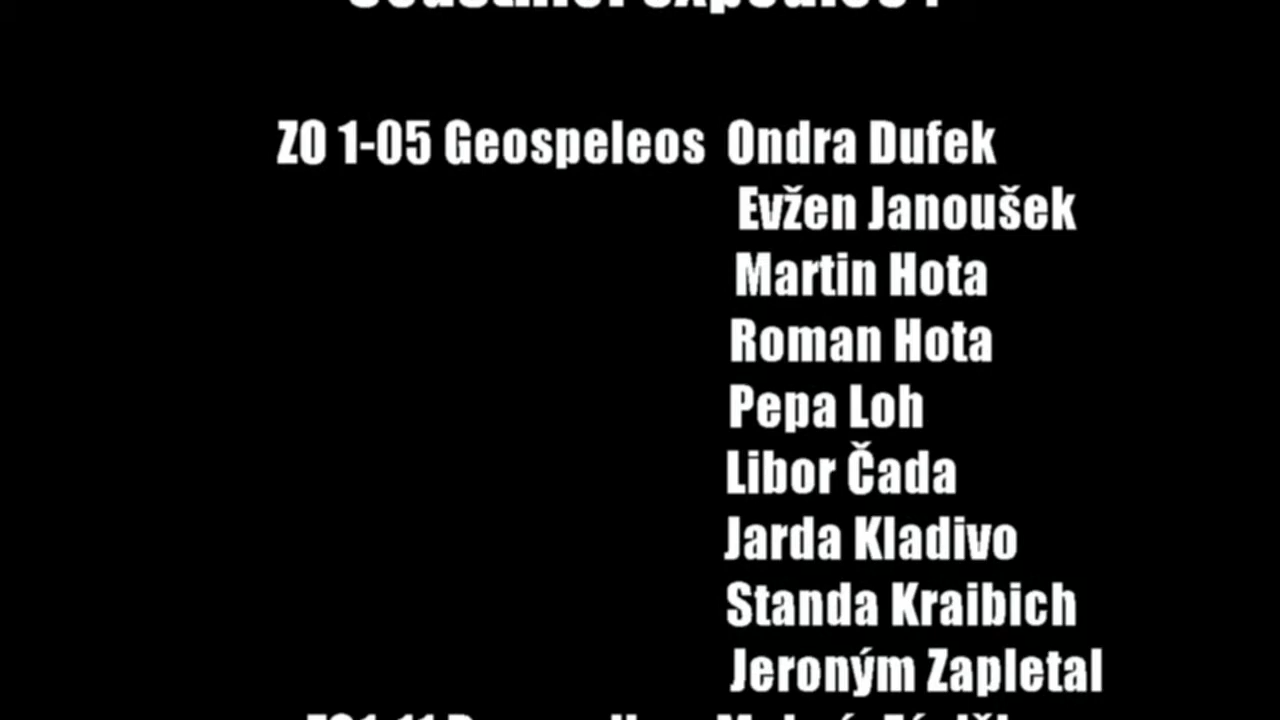 ZO 1-05 Geospeleos Ondra Dufek
Evžen Janoušek
Martin Hota
Roman Hota
Pepa Loh
Libor Čada
Jarda Kladivo
Standa Kraibich
Jeroným Zapletal